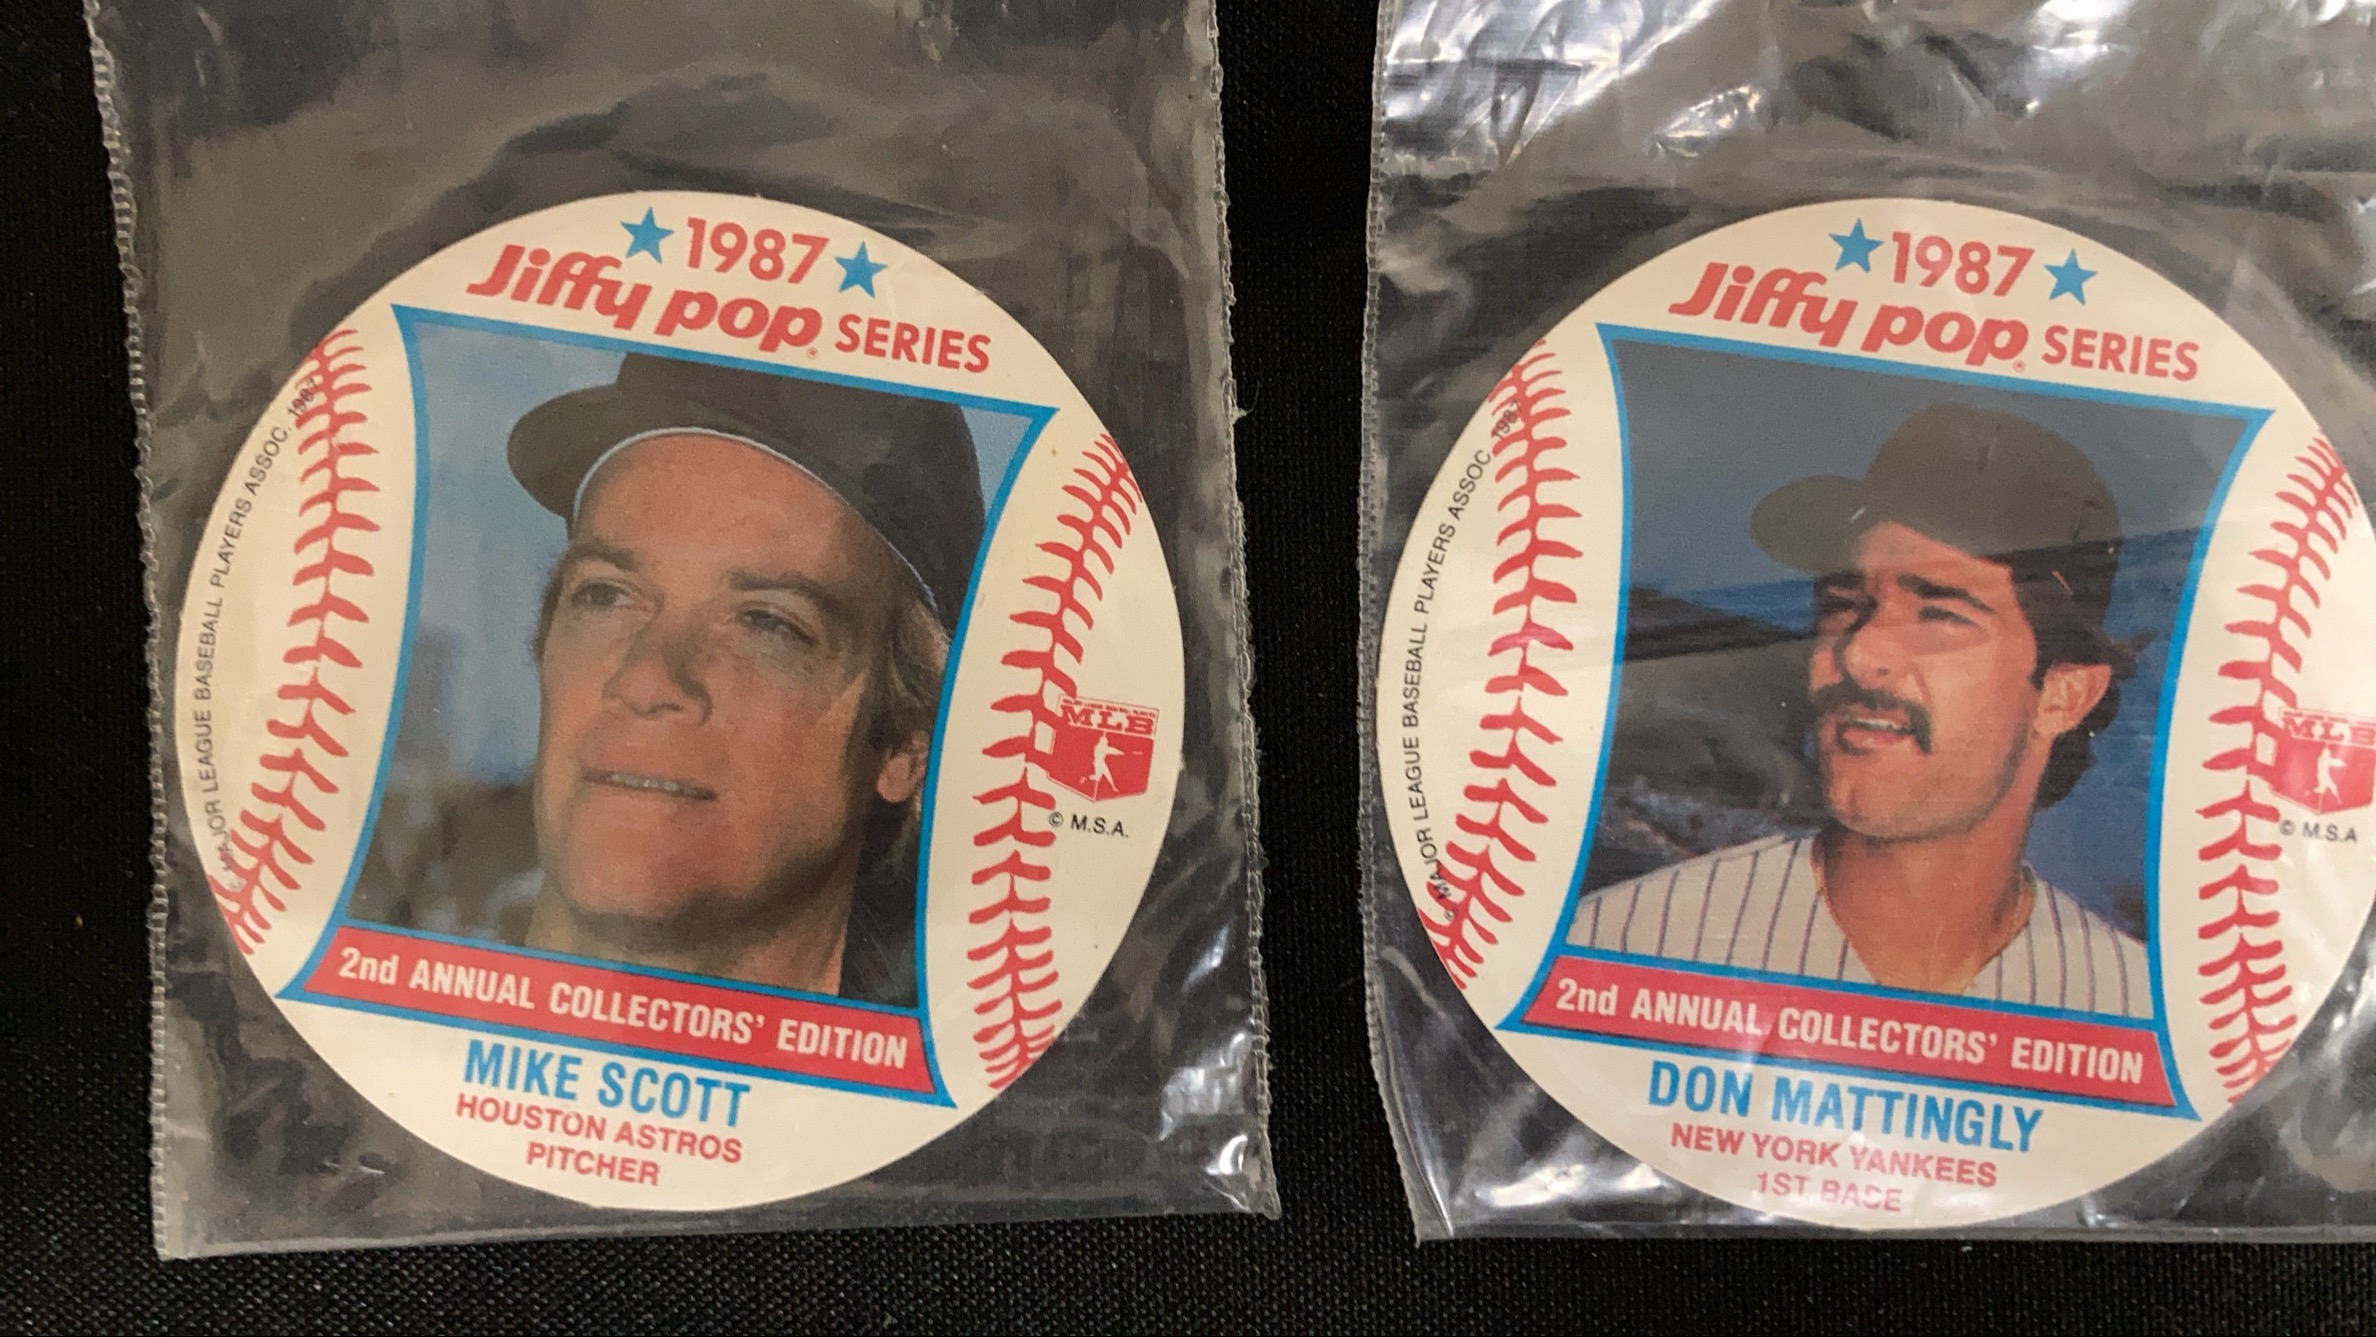 1987
Jiffy pop® SERIES
© MAJOR LEAGUE BASEBALL PLAYERS ASSOC. 1987
MLB
© M.S.A.
2nd ANNUAL COLLECTORS' EDITION
MIKE SCOTT
HOUSTON ASTROS
PITCHER
1987
Jiffy pop® SERIES
© MAJOR LEAGUE BASEBALL PLAYERS ASSOC. 1987
MLB
© M.S.A
2nd ANNUAL COLLECTORS' EDITION
DON MATTINGLY
NEW YORK YANKEES
1ST BASE